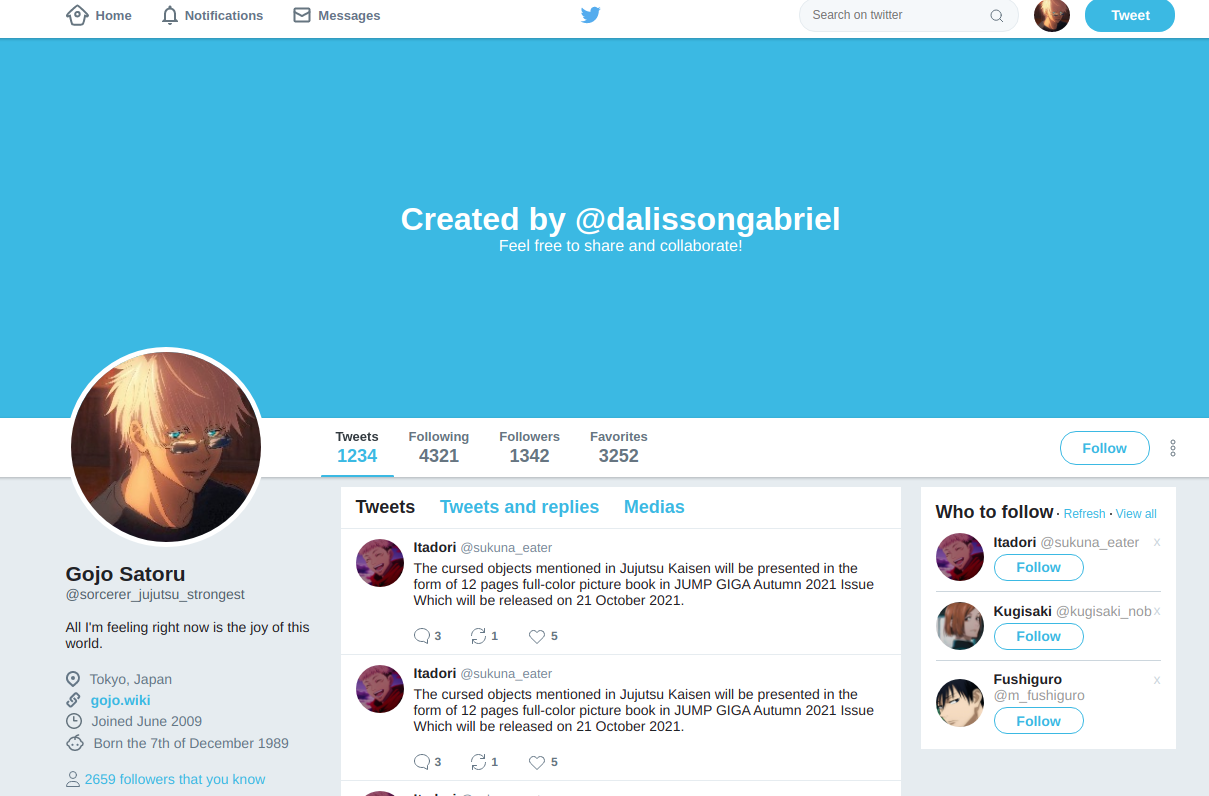 Home Notifications Messages Search on twitter Tweet
Created by @dalissongabriel
Feel free to share and collaborate!
Tweets Following Followers Favorites
1234 4321 1342 3252
Follow
Gojo Satoru
@sorcerer_jujutsu_strongest
All I'm feeling right now is the joy of this
world.
Tokyo, Japan
gojo.wiki
Joined June 2009
Born the 7th of December 1989
2659 followers that you know
Tweets Tweets and replies Medias
Itadori @sukuna_eater
The cursed objects mentioned in Jujutsu Kaisen will be presented in the
form of 12 pages full-color picture book in JUMP GIGA Autumn 2021 Issue
Which will be released on 21 October 2021.
3 1 5
Itadori @sukuna_eater
The cursed objects mentioned in Jujutsu Kaisen will be presented in the
form of 12 pages full-color picture book in JUMP GIGA Autumn 2021 Issue
Which will be released on 21 October 2021.
3 1 5
Who to follow · Refresh · View all
Itadori @sukuna_eater x
Follow
Kugisaki @kugisaki_nob x
Follow
Fushiguro x
@m_fushiguro
Follow